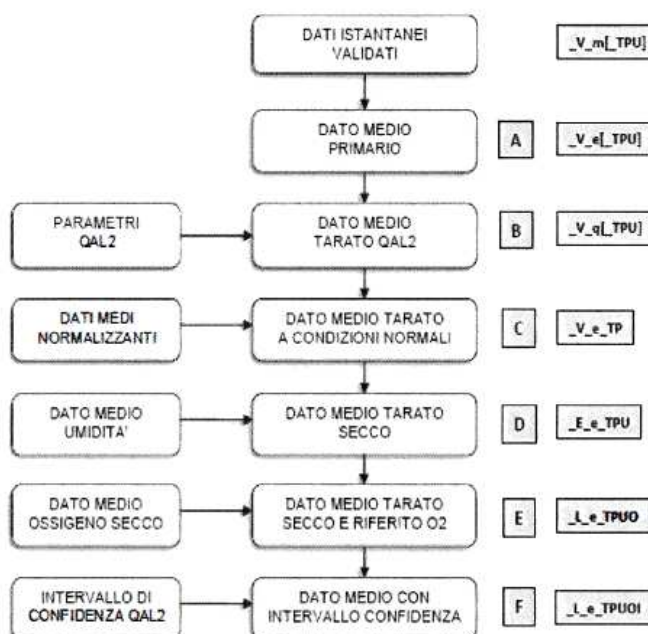 DATI ISTANTANEI
VALIDATI
_V_m[_TPU]
DATO MEDIO
PRIMARIO
A
_V_e[_TPU]
PARAMETRI
QAL2
DATO MEDIO
TARATO QAL2
B
_V_q[_TPU]
DATI MEDI
NORMALIZZANTI
DATO MEDIO TARATO
A CONDIZIONI NORMALI
C
_V_e_TP
DATO MEDIO
UMIDITA'
DATO MEDIO TARATO
SECCO
D
_E_e_TPU
DATO MEDIO
OSSIGENO SECCO
DATO MEDIO TARATO
SECCO E RIFERITO O2
E
_L_e_TPUO
INTERVALLO DI
CONFIDENZA QAL2
DATO MEDIO CON
INTERVALLO CONFIDENZA
F
_L_e_TPUOI